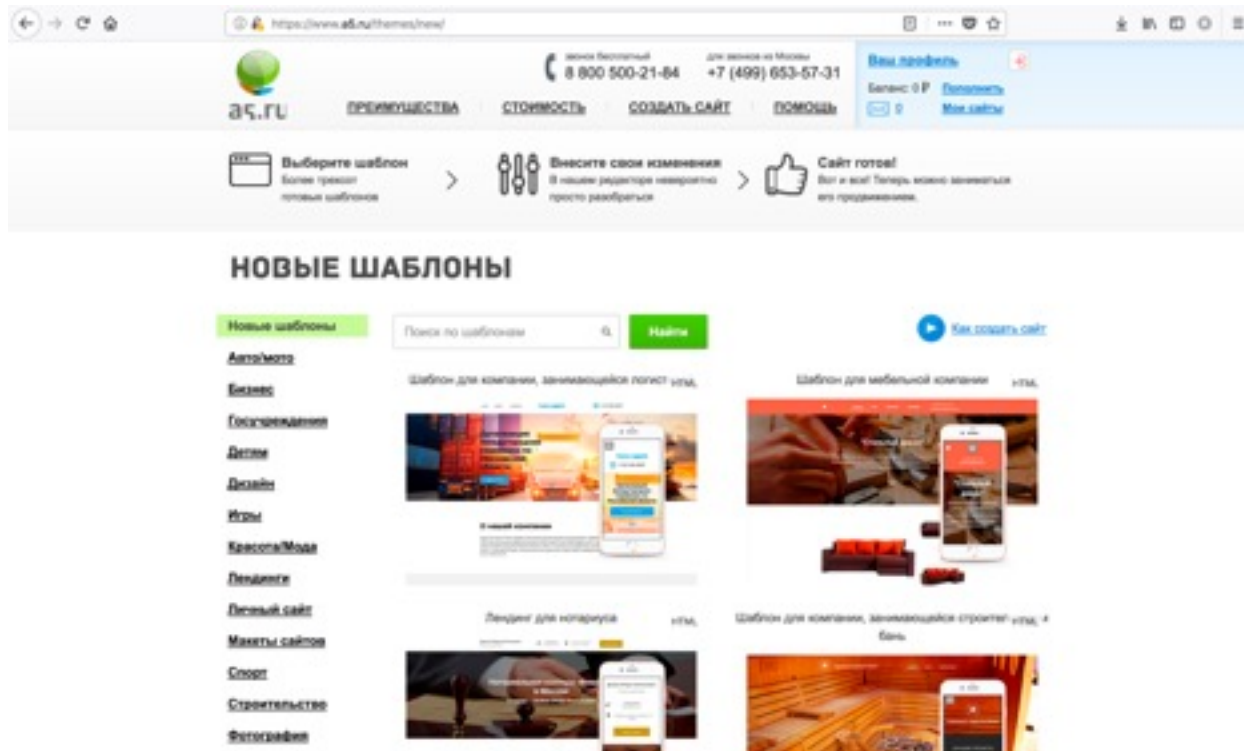 https://www.a5.ru/themes/new/
звонок бесплатный
8 800 500-21-84
для звонков из Москвы
+7 (499) 653-57-31
Ваш профиль
Баланс: 0 ₽ Пополнить
0 Мои сайты
a5.ru
ПРЕИМУЩЕСТВА СТОИМОСТЬ СОЗДАТЬ САЙТ ПОМОЩЬ
Выберите шаблон
Более трехсот
готовых шаблонов
Внесите свои изменения
В нашем редакторе невероятно
просто разобраться
Сайт готов!
Вот и все! Теперь можно заниматься
его продвижением.
НОВЫЕ ШАБЛОНЫ
Новые шаблоны
Авто/мото
Бизнес
Госучреждения
Детям
Дизайн
Игры
Красота/Мода
Лендинги
Личный сайт
Макеты сайтов
Спорт
Строительство
Фотография
Поиск по шаблонам
Найти
Как создать сайт
Шаблон для компании, занимающейся логист HTML
Шаблон для мебельной компании HTML
О нашей компании
Лендинг для нотариуса HTML
Шаблон для компании, занимающейся строител HTML
бань